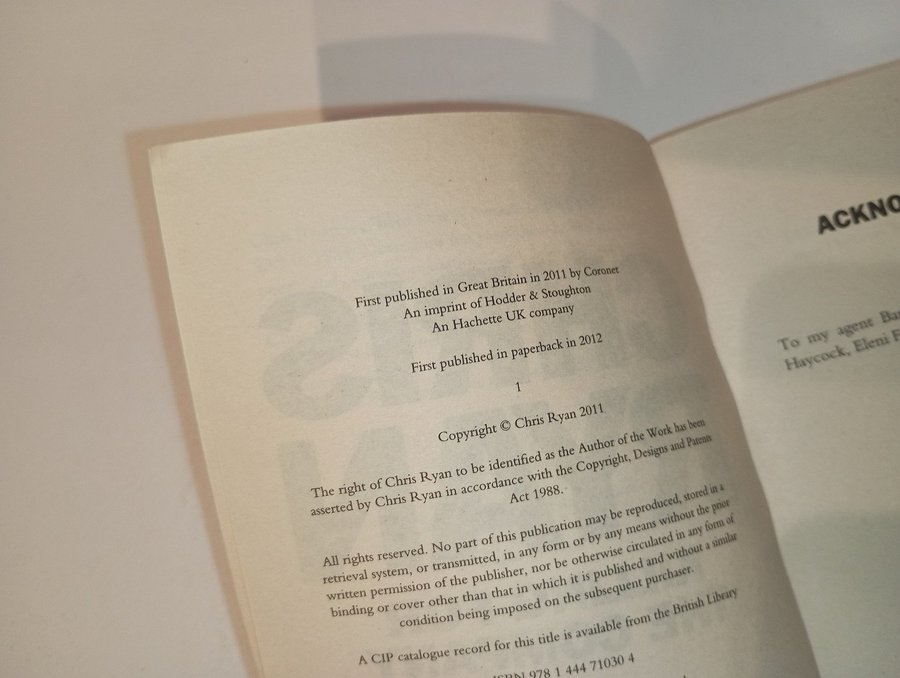 First published in Great Britain in 2011 by Coronet
An imprint of Hodder & Stoughton
An Hachette UK company
First published in paperback in 2012
1
Copyright © Chris Ryan 2011
The right of Chris Ryan to be identified as the Author of the Work has been
asserted by Chris Ryan in accordance with the Copyright, Designs and Patents
Act 1988.
All rights reserved. No part of this publication may be reproduced, stored in a
retrieval system, or transmitted, in any form or by any means without the prior
written permission of the publisher, nor be otherwise circulated in any form of
binding or cover other than that in which it is published and without a similar
condition being imposed on the subsequent purchaser.
A CIP catalogue record for this title is available from the British Library
ISBN 978 1 444 71030 4
ACKNO
To my agent Bar
Haycock, Eleni F